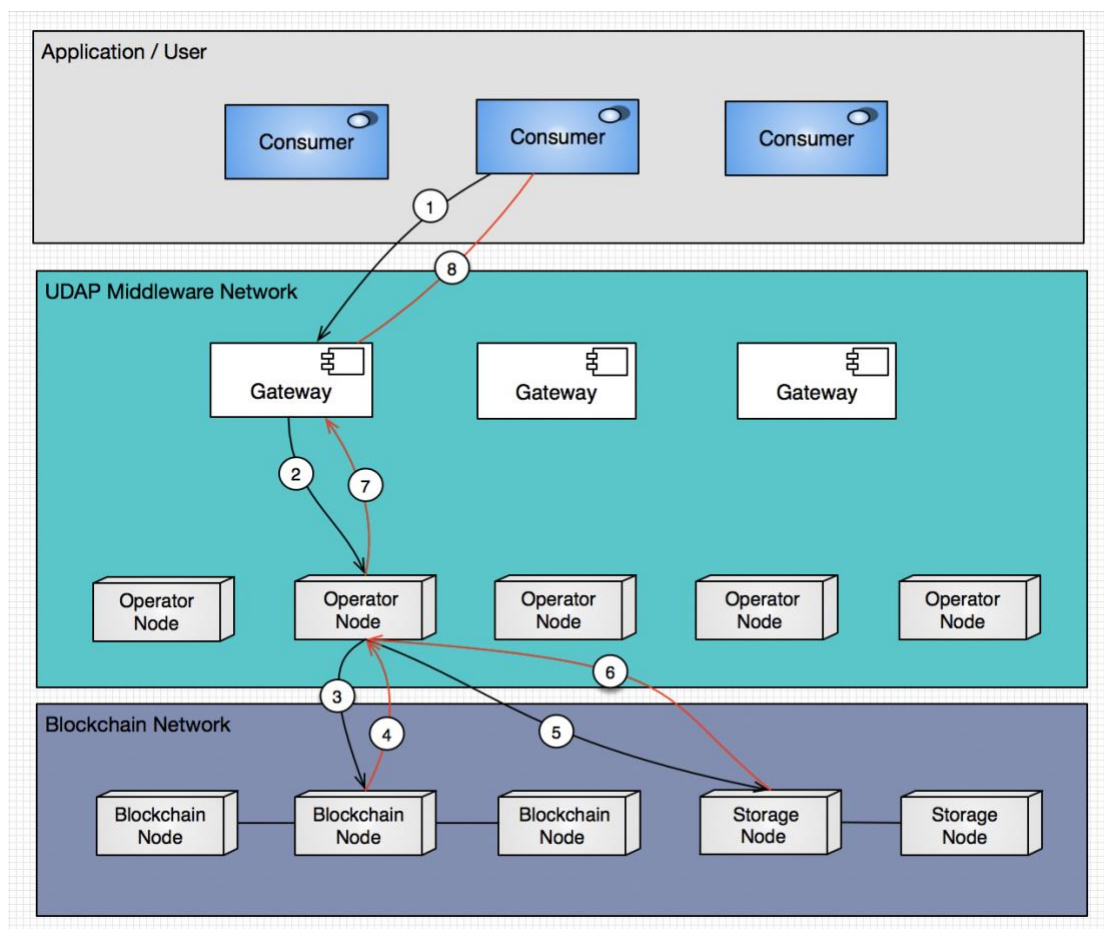 Application / User
Consumer
Consumer
Consumer
1
8
UDAP Middleware Network
Gateway
Gateway
Gateway
2
7
Operator
Node
Operator
Node
Operator
Node
Operator
Node
Operator
Node
6
3
4
5
Blockchain Network
Blockchain
Node
Blockchain
Node
Blockchain
Node
Storage
Node
Storage
Node